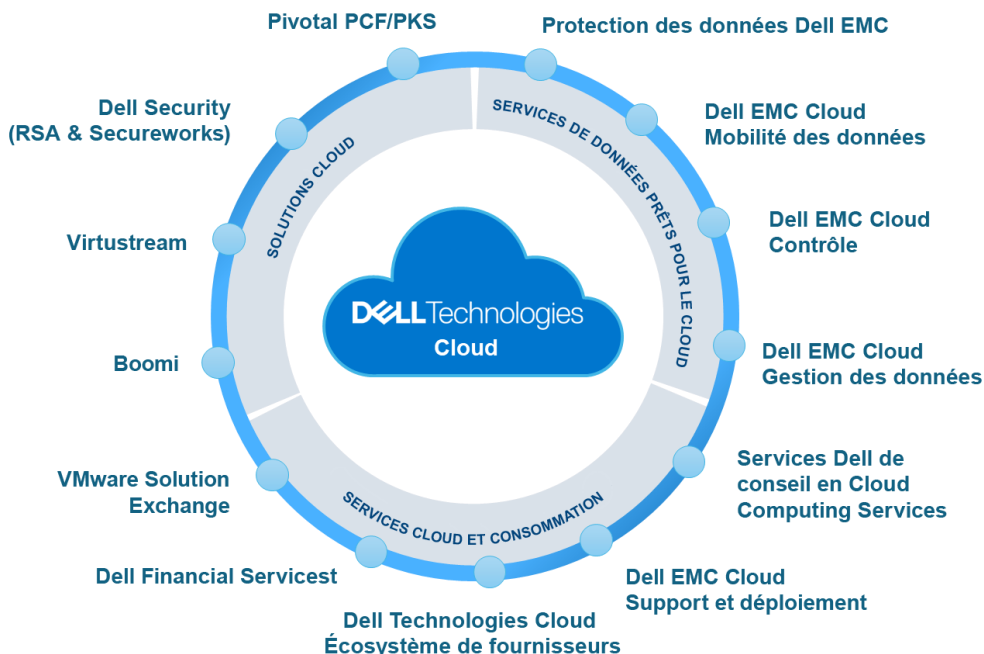 Pivotal PCF/PKS
Protection des données Dell EMC
Dell Security
(RSA & Secureworks)
Dell EMC Cloud
Mobilité des données
SERVICES DE DONNÉES PRÊTS POUR LE CLOUD
SOLUTIONS CLOUD
Virtustream
Dell EMC Cloud
Contrôle
DELLTechnologies
Cloud
Boomi
Dell EMC Cloud
Gestion des données
VMware Solution
Exchange
Services Dell de
conseil en Cloud
Computing Services
SERVICES CLOUD ET CONSOMMATION
Dell Financial Servicest
Dell EMC Cloud
Support et déploiement
Dell Technologies Cloud
Écosystème de fournisseurs